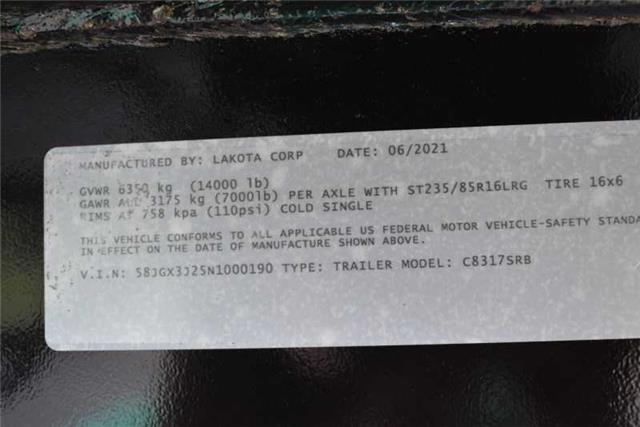 MANUFACTURED BY: LAKOTA CORP DATE: 06/2021
GVWR 6350 kg (14000 lb)
GAWR ALL 3175 kg (7000lb) PER AXLE WITH ST235/85R16LRG TIRE 16x6
RIMS AT 758 kpa (110psi) COLD SINGLE
THIS VEHICLE CONFORMS TO ALL APPLICABLE US FEDERAL MOTOR VEHICLE-SAFETY STANDA
IN EFFECT ON THE DATE OF MANUFACTURE SHOWN ABOVE.
V.I.N: 58JGX3J25N1000190 TYPE: TRAILER MODEL: C8317SRB